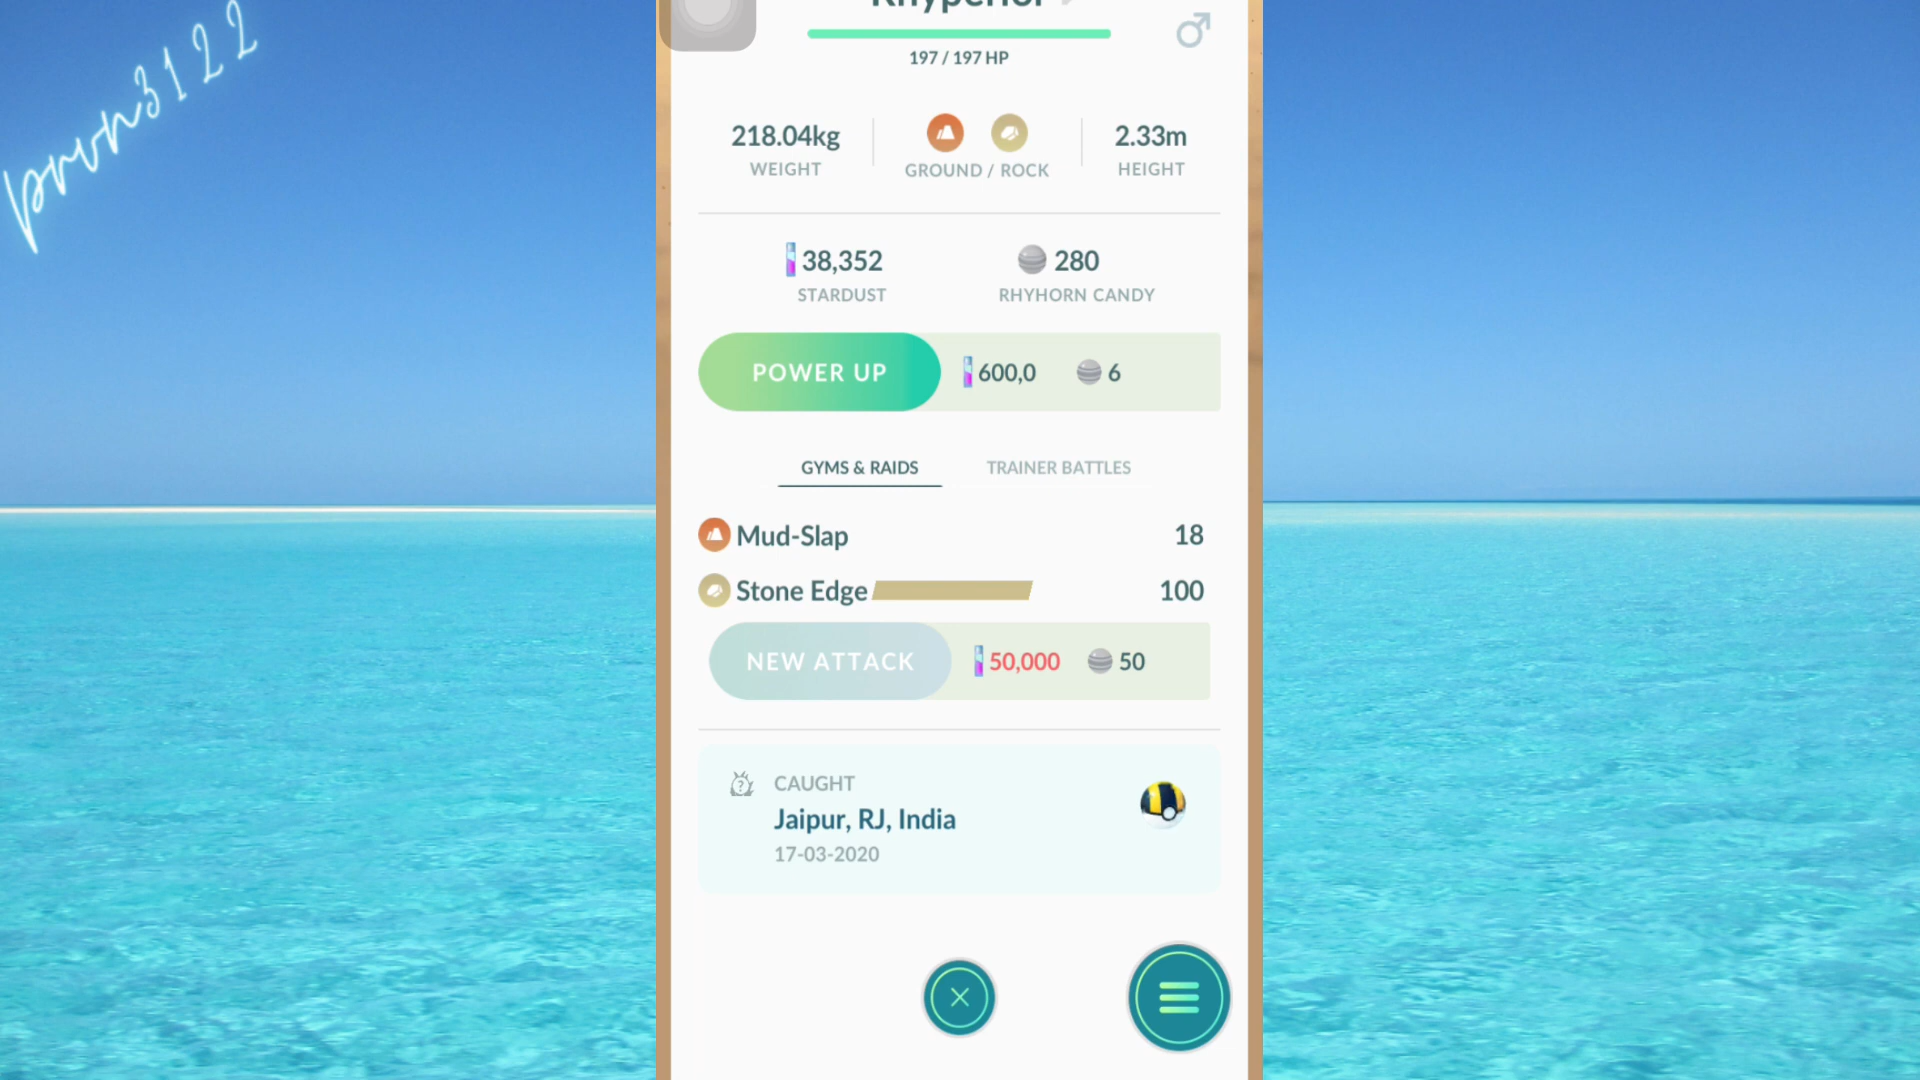 prvn3122
Rhyperior
197 / 197 HP
218.04kg
WEIGHT
GROUND / ROCK
2.33m
HEIGHT
38,352
STARDUST
280
RHYHORN CANDY
POWER UP
600,0
6
GYMS & RAIDS
TRAINER BATTLES
Mud-Slap 18
Stone Edge 100
NEW ATTACK
50,000
50
CAUGHT
Jaipur, RJ, India
17-03-2020